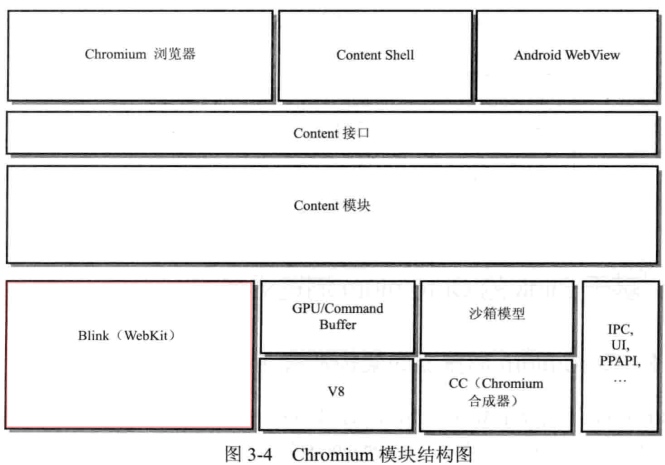 Chromium 浏览器
Content Shell
Android WebView
Content 接口
Content 模块
Blink（WebKit）
GPU/Command
Buffer
沙箱模型
V8
CC（Chromium
合成器）
IPC,
UI,
PPAPI,
…
图 3-4 Chromium 模块结构图